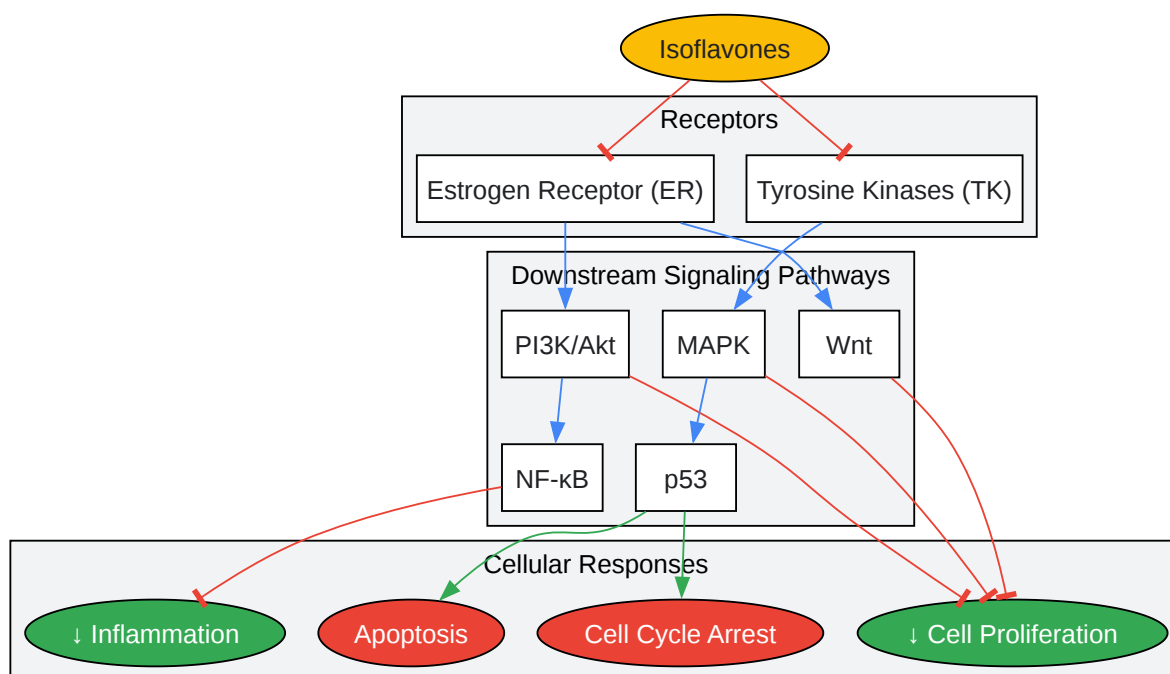 Isoflavones
Receptors
Estrogen Receptor (ER)
Tyrosine Kinases (TK)
Downstream Signaling Pathways
PI3K/Akt
MAPK
Wnt
NF-κB
p53
Cellular Responses
↓ Inflammation
Apoptosis
Cell Cycle Arrest
↓ Cell Proliferation